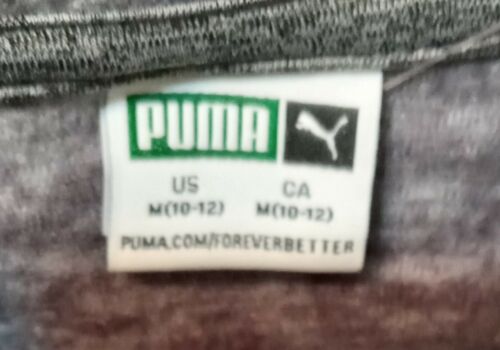 PUMA
US CA
M(10-12) M(10-12)
PUMA.COM/FOREVERBETTER